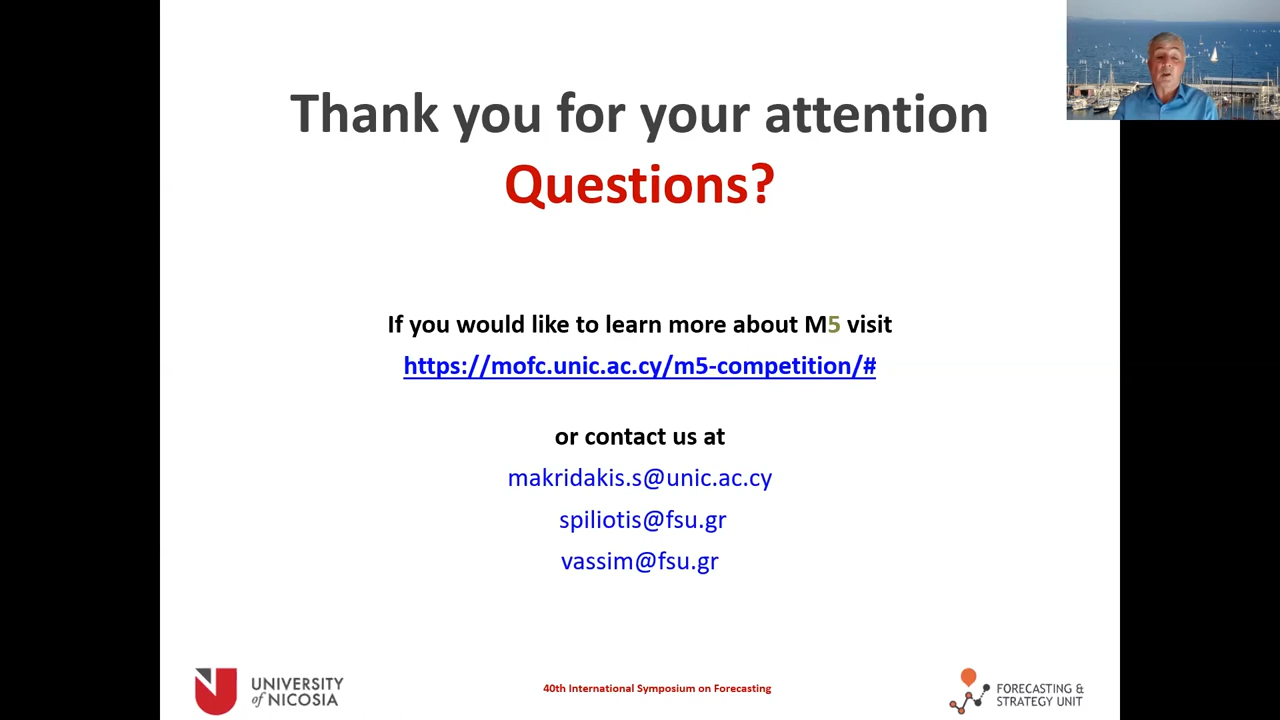 Thank you for your attention
Questions?
If you would like to learn more about M5 visit
https://mofc.unic.ac.cy/m5-competition/#
or contact us at
makridakis.s@unic.ac.cy
spiliotis@fsu.gr
vassim@fsu.gr
UNIVERSITY
of NICOSIA
40th International Symposium on Forecasting
FORECASTING &
STRATEGY UNIT